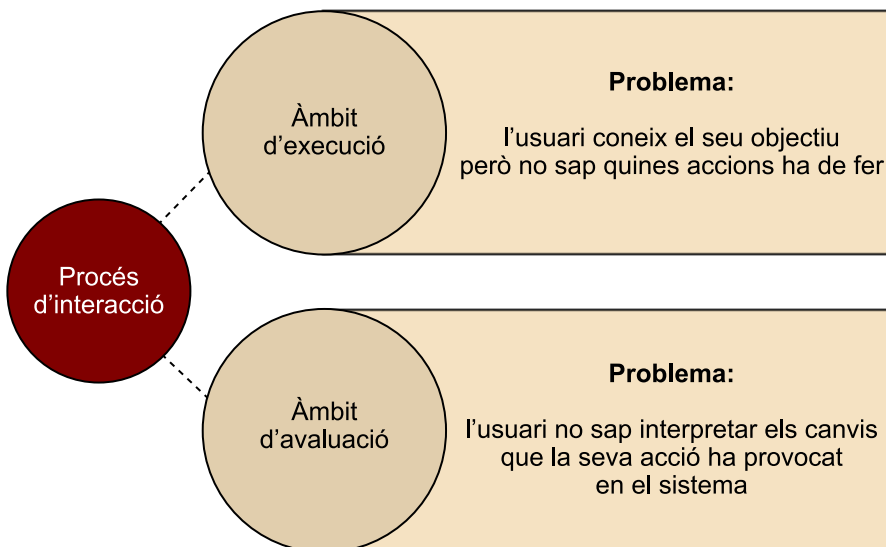 Àmbit
d’execució
Problema:
l’usuari coneix el seu objectiu
però no sap quines accions ha de fer
Procés
d’interacció
Àmbit
d’avaluació
Problema:
l’usuari no sap interpretar els canvis
que la seva acció ha provocat
en el sistema